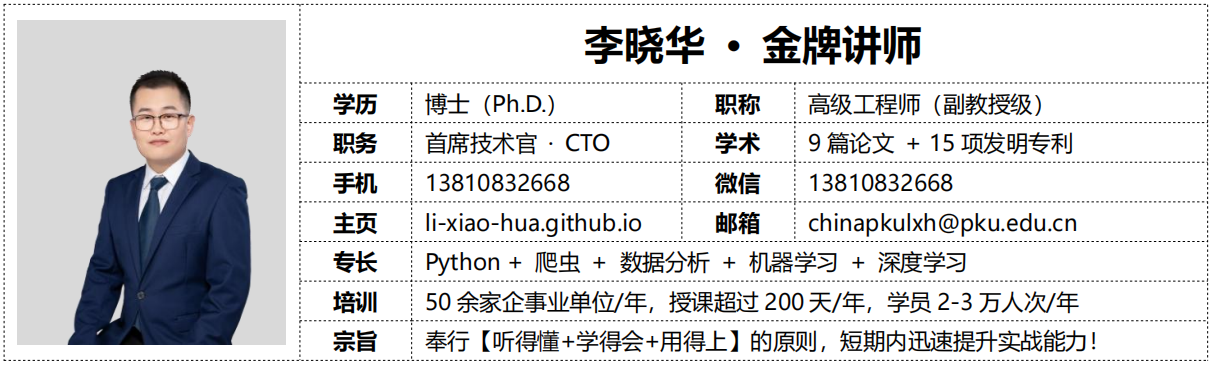 李晓华 · 金牌讲师
学历 博士（Ph.D.） 职称 高级工程师（副教授级）
职务 首席技术官 · CTO 学术 9 篇论文 + 15 项发明专利
手机 13810832668 微信 13810832668
主页 li-xiao-hua.github.io 邮箱 chinapkulxh@pku.edu.cn
专长 Python + 爬虫 + 数据分析 + 机器学习 + 深度学习
培训 50 余家企事业单位/年，授课超过 200 天/年，学员 2-3 万人次/年
宗旨 奉行【听得懂+学得会+用得上】的原则，短期内迅速提升实战能力！